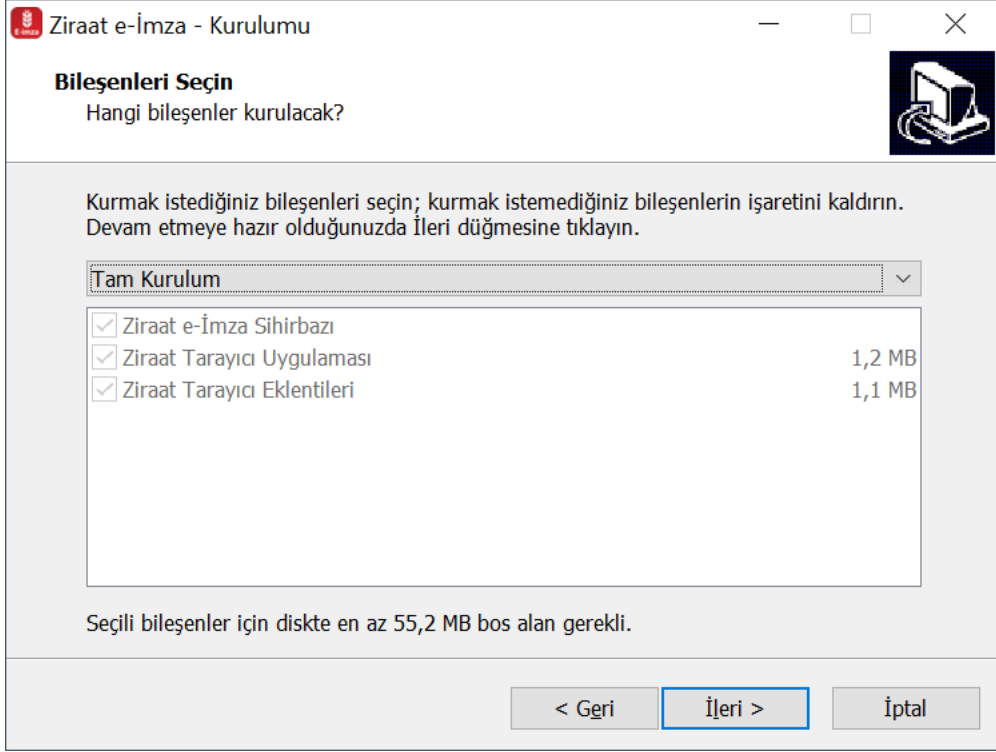 E-imza
Ziraat e-İmza - Kurulumu
Bileşenleri Seçin
Hangi bileşenler kurulacak?
Kurmak istediğiniz bileşenleri seçin; kurmak istemediğiniz bileşenlerin işaretini kaldırın.
Devam etmeye hazır olduğunuzda İleri düğmesine tıklayın.
Tam Kurulum
Ziraat e-İmza Sihirbazı
Ziraat Tarayıcı Uygulaması 1,2 MB
Ziraat Tarayıcı Eklentileri 1,1 MB
Seçili bileşenler için diskte en az 55,2 MB bos alan gerekli.
< Geri İleri > İptal